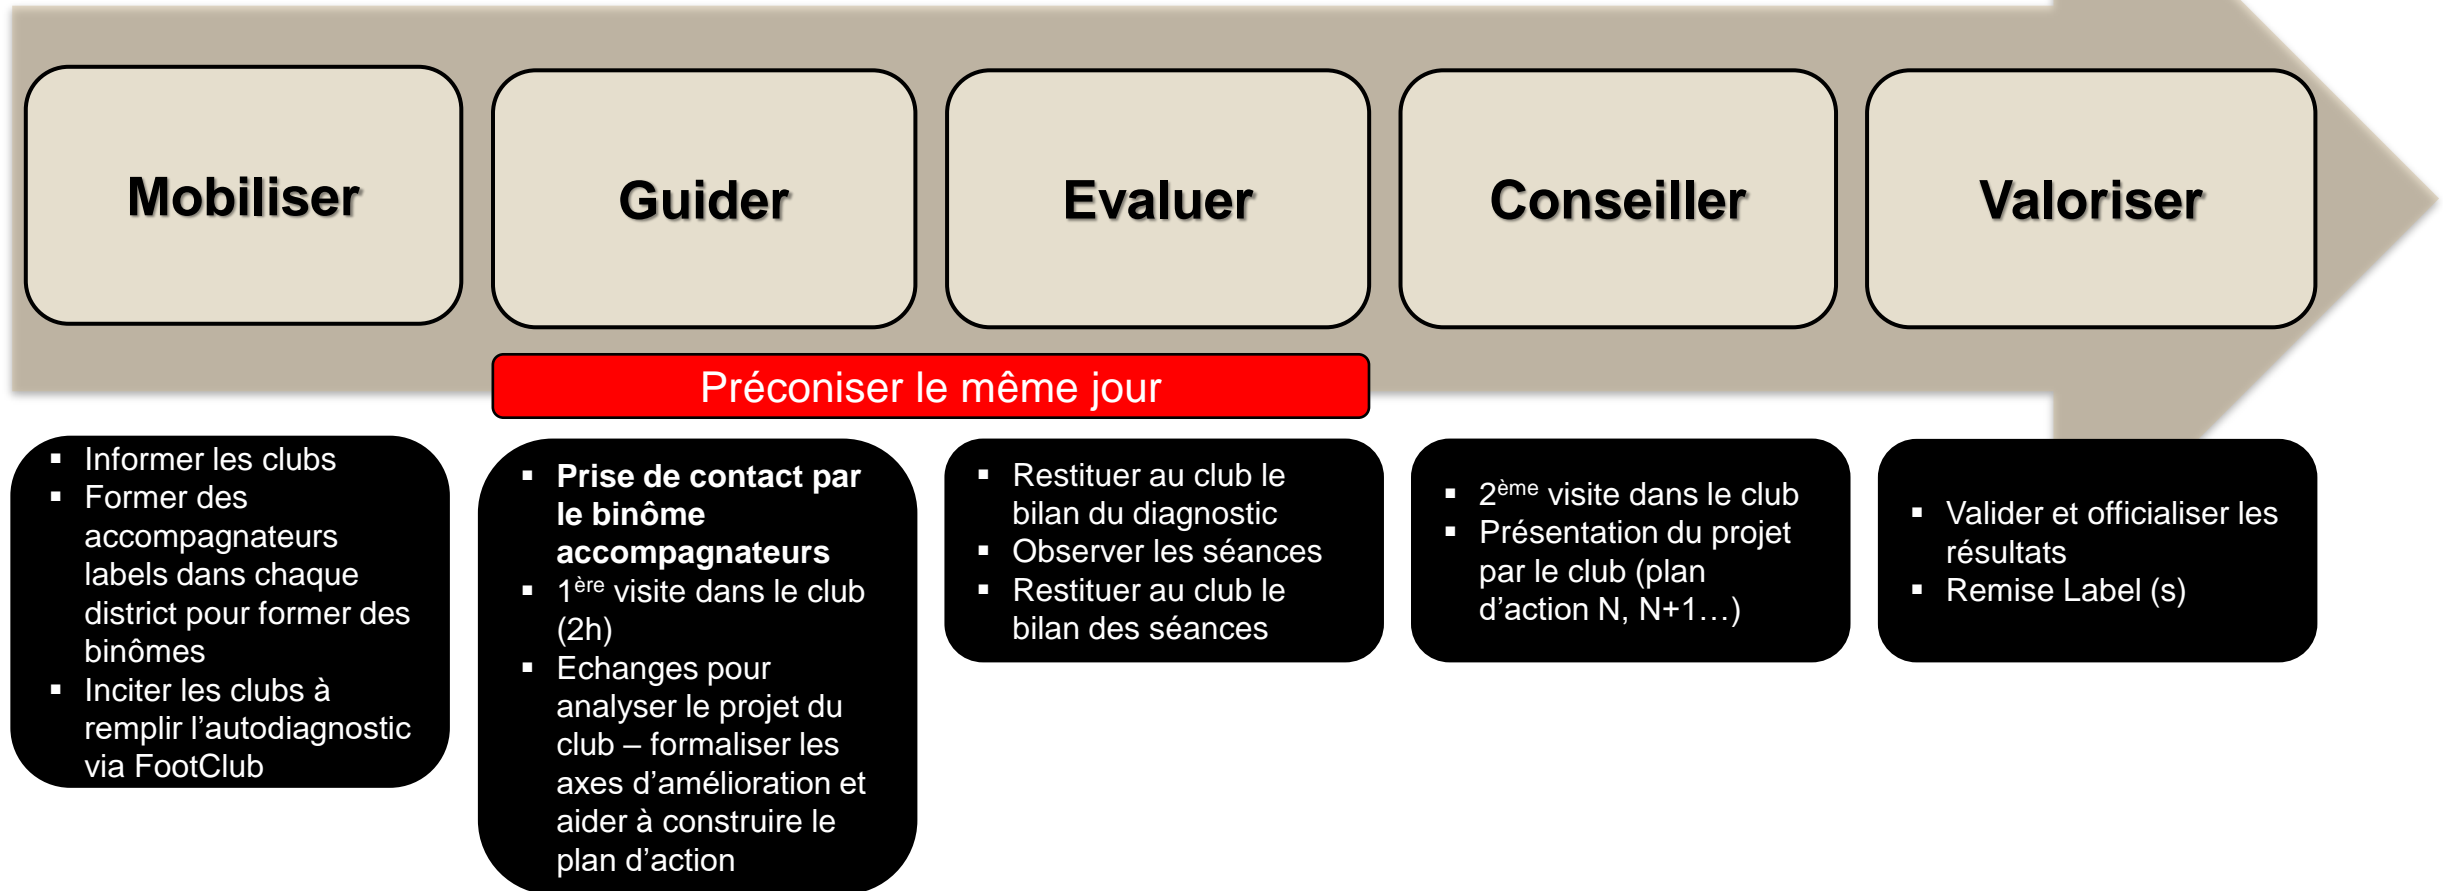 Mobiliser
Guider
Evaluer
Conseiller
Valoriser
Préconiser le même jour
▪ Informer les clubs
▪ Former des
accompagnateurs
labels dans chaque
district pour former des
binômes
▪ Inciter les clubs à
remplir l’autodiagnostic
via FootClub
▪ Prise de contact par
le binôme
accompagnateurs
▪ 1ère visite dans le club
(2h)
▪ Echanges pour
analyser le projet du
club – formaliser les
axes d’amélioration et
aider à construire le
plan d’action
▪ Restituer au club le
bilan du diagnostic
▪ Observer les séances
▪ Restituer au club le
bilan des séances
▪ 2ème visite dans le club
▪ Présentation du projet
par le club (plan
d’action N, N+1…)
▪ Valider et officialiser les
résultats
▪ Remise Label (s)